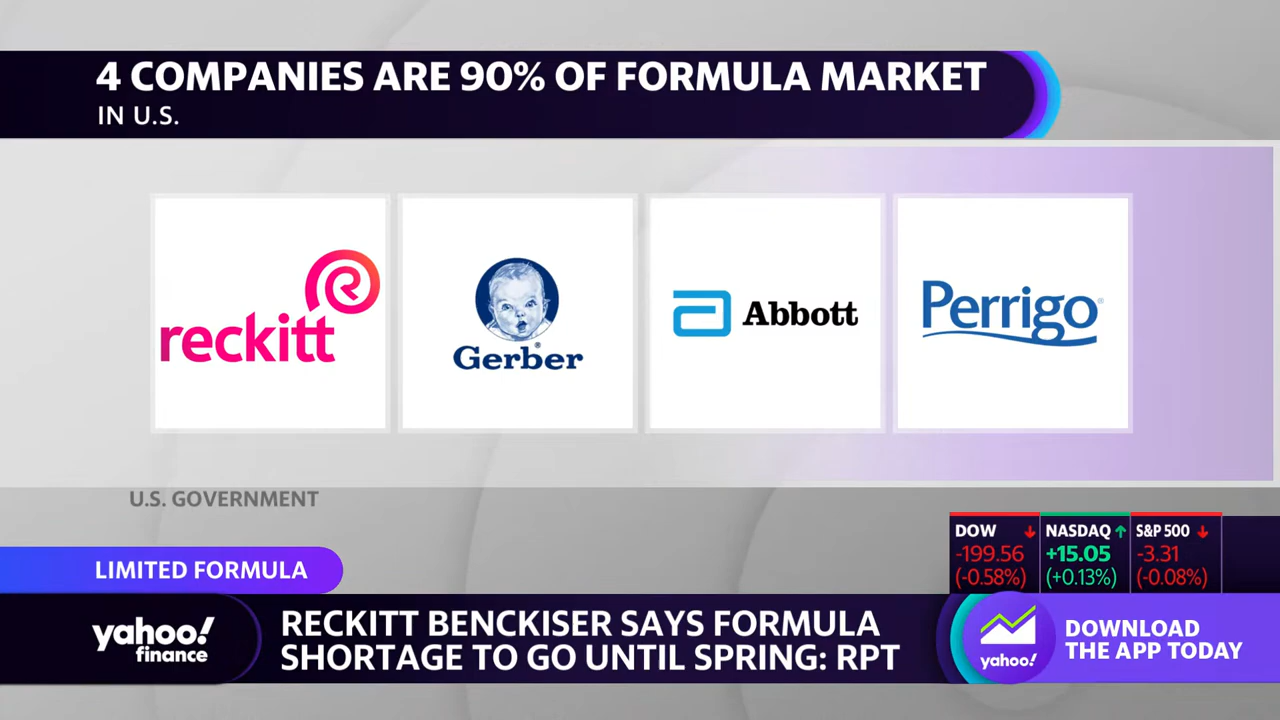 4 COMPANIES ARE 90% OF FORMULA MARKET
IN U.S.
reckitt
Gerber®
Abbott
Perrigo®
U.S. GOVERNMENT
DOW
-199.56
(-0.58%)
NASDAQ
+15.05
(+0.13%)
S&P 500
-3.31
(-0.08%)
LIMITED FORMULA
yahoo!
finance
RECKITT BENCKISER SAYS FORMULA
SHORTAGE TO GO UNTIL SPRING: RPT
yahoo!
DOWNLOAD
THE APP TODAY